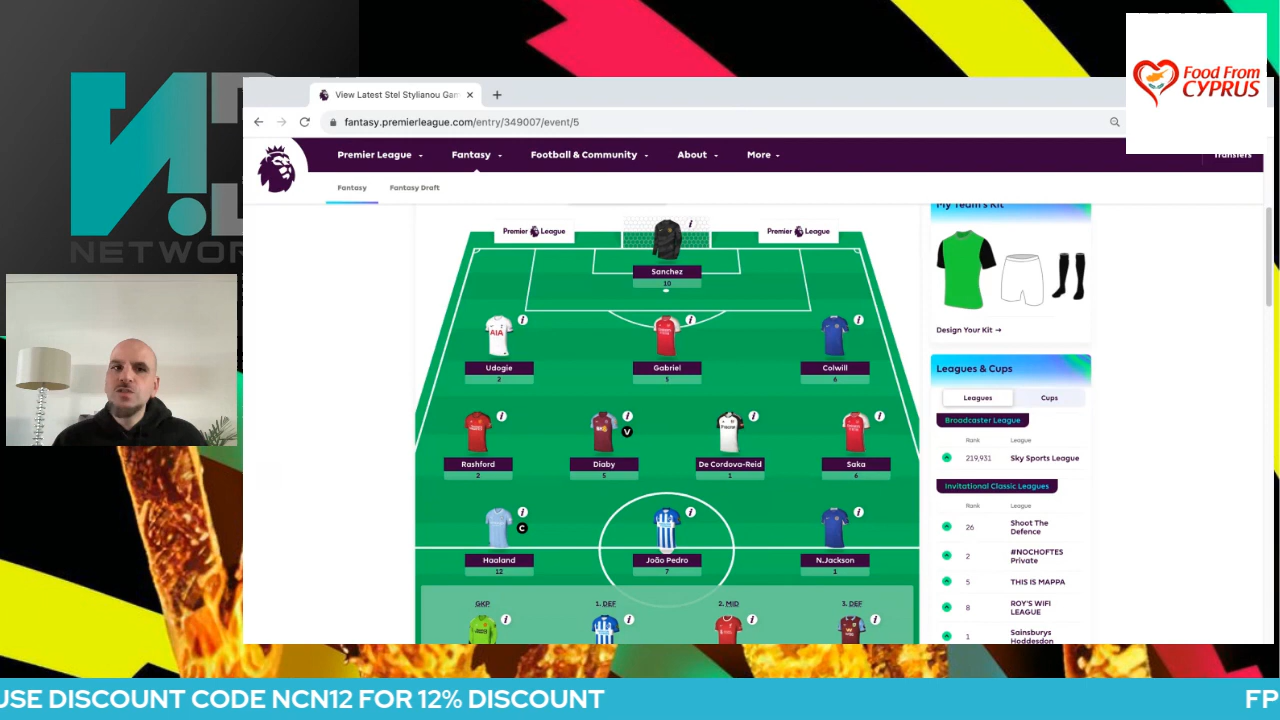 Food From
CYPRUS
View Latest Stel Stylianou Gam
fantasy.premierleague.com/entry/349007/event/5
Premier League
Fantasy
Football & Community
About
More
Transfers
Fantasy
Fantasy Draft
NETWOR
My Team's Kit
Premier League
Premier League
Sanchez
10
AIA
Udogie
2
Gabriel
5
Colwill
6
Design Your Kit →
Leagues & Cups
Leagues
Cups
Broadcaster League
Rank
League
219,931
Sky Sports League
Invitational Classic Leagues
Rank
League
V
Rashford
2
Diaby
5
De Cordova-Reid
1
Saka
6
26
Shoot The
Defence
2
#NOCHOFTES
Private
5
THIS IS MAPPA
8
ROY'S WIFI
LEAGUE
1
Sainsburys
Hoddesdon
C
Haaland
12
João Pedro
7
N.Jackson
1
GKP
1. DEF
2. MID
3. DEF
USE DISCOUNT CODE NCN12 FOR 12% DISCOUNT
FP